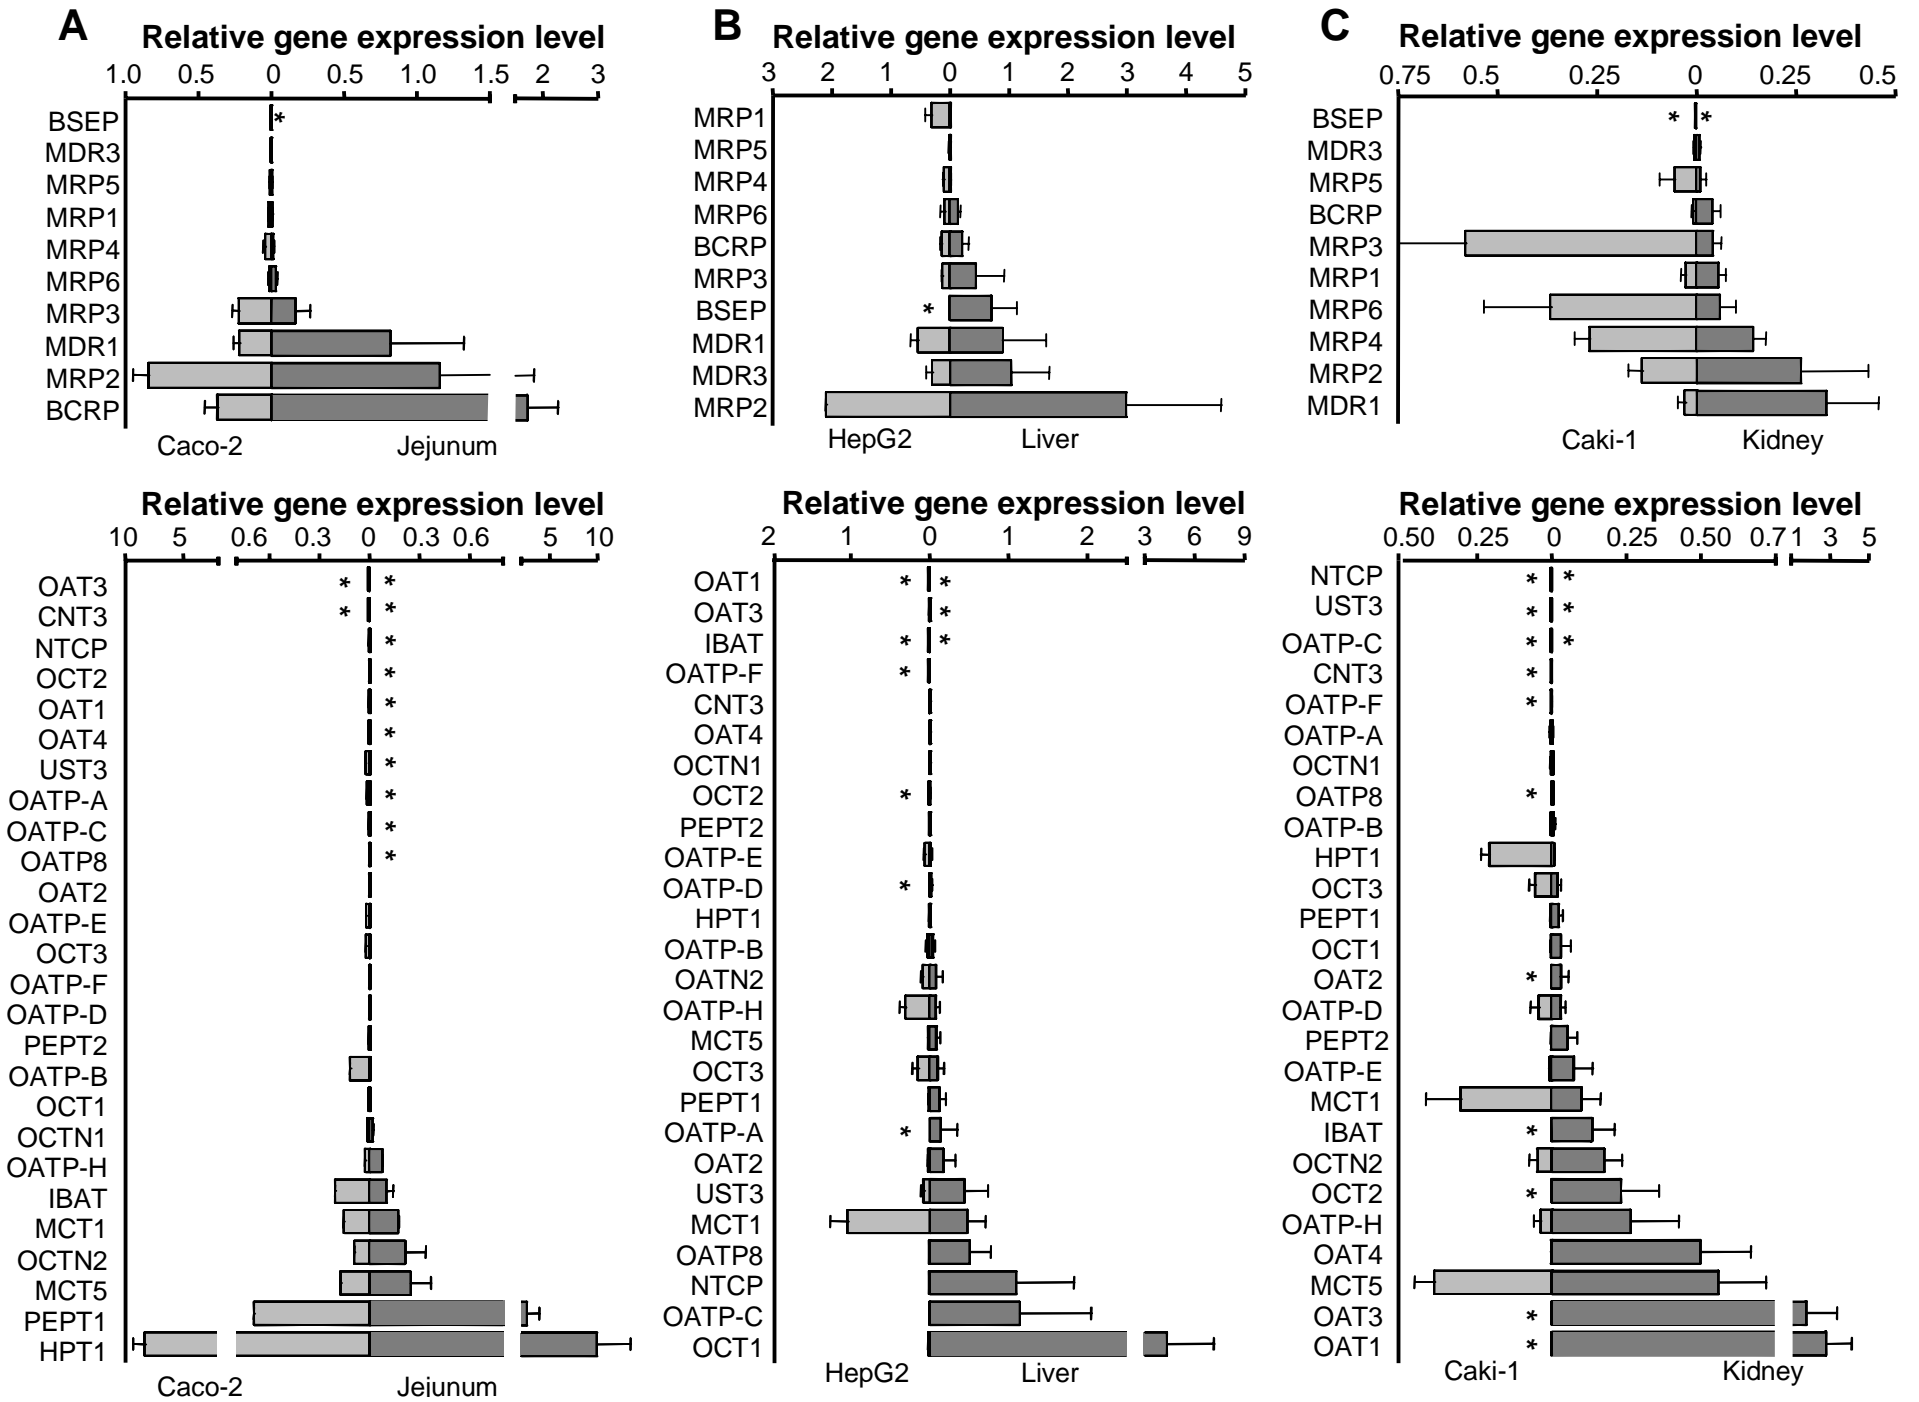 A
Relative gene expression level
1.0 0.5 0 0.5 1.0 1.5 2 3
BSEP *
MDR3
MRP5
MRP1
MRP4
MRP6
MRP3
MDR1
MRP2
BCRP
Caco-2 Jejunum
B
Relative gene expression level
3 2 1 0 1 2 3 4 5
MRP1
MRP5
MRP4
MRP6
BCRP
MRP3
BSEP *
MDR1
MDR3
MRP2
HepG2 Liver
C
Relative gene expression level
0.75 0.5 0.25 0 0.25 0.5
BSEP * *
MDR3
MRP5
BCRP
MRP3
MRP1
MRP6
MRP4
MRP2
MDR1
Caki-1 Kidney
Relative gene expression level
10 5 0.6 0.3 0 0.3 0.6 5 10
OAT3 * *
CNT3 * *
NTCP *
OCT2 *
OAT1 *
OAT4 *
UST3 *
OATP-A *
OATP-C *
OATP8 *
OAT2
OATP-E
OCT3
OATP-F
OATP-D
PEPT2
OATP-B
OCT1
OCTN1
OATP-H
IBAT
MCT1
OCTN2
MCT5
PEPT1
HPT1
Caco-2 Jejunum
Relative gene expression level
2 1 0 1 2 3 6 9
OAT1 * *
OAT3 *
IBAT * *
OATP-F *
CNT3
OAT4
OCTN1
OCT2 *
PEPT2
OATP-E
OATP-D *
HPT1
OATP-B
OATN2
OATP-H
MCT5
OCT3
PEPT1
OATP-A *
OAT2
UST3
MCT1
OATP8
NTCP
OATP-C
OCT1
HepG2 Liver
Relative gene expression level
0.50 0.25 0 0.25 0.50 0.7 1 3 5
NTCP * *
UST3 * *
OATP-C * *
CNT3 *
OATP-F *
OATP-A
OCTN1
OATP8 *
OATP-B
HPT1
OCT3
PEPT1
OCT1
OAT2 *
OATP-D
PEPT2
OATP-E
MCT1
IBAT *
OCTN2
OCT2 *
OATP-H
OAT4
MCT5
OAT3 *
OAT1 *
Caki-1 Kidney